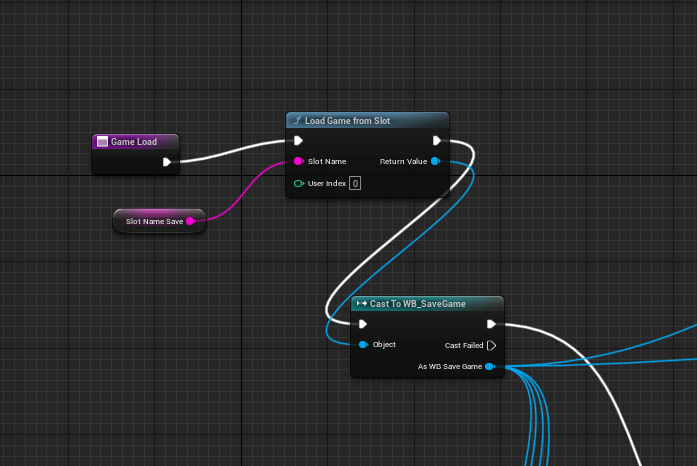 Load Game from Slot
Game Load
Slot Name
Return Value
User Index 0
Slot Name Save
Cast To WB_SaveGame
Object
Cast Failed
As WB Save Game